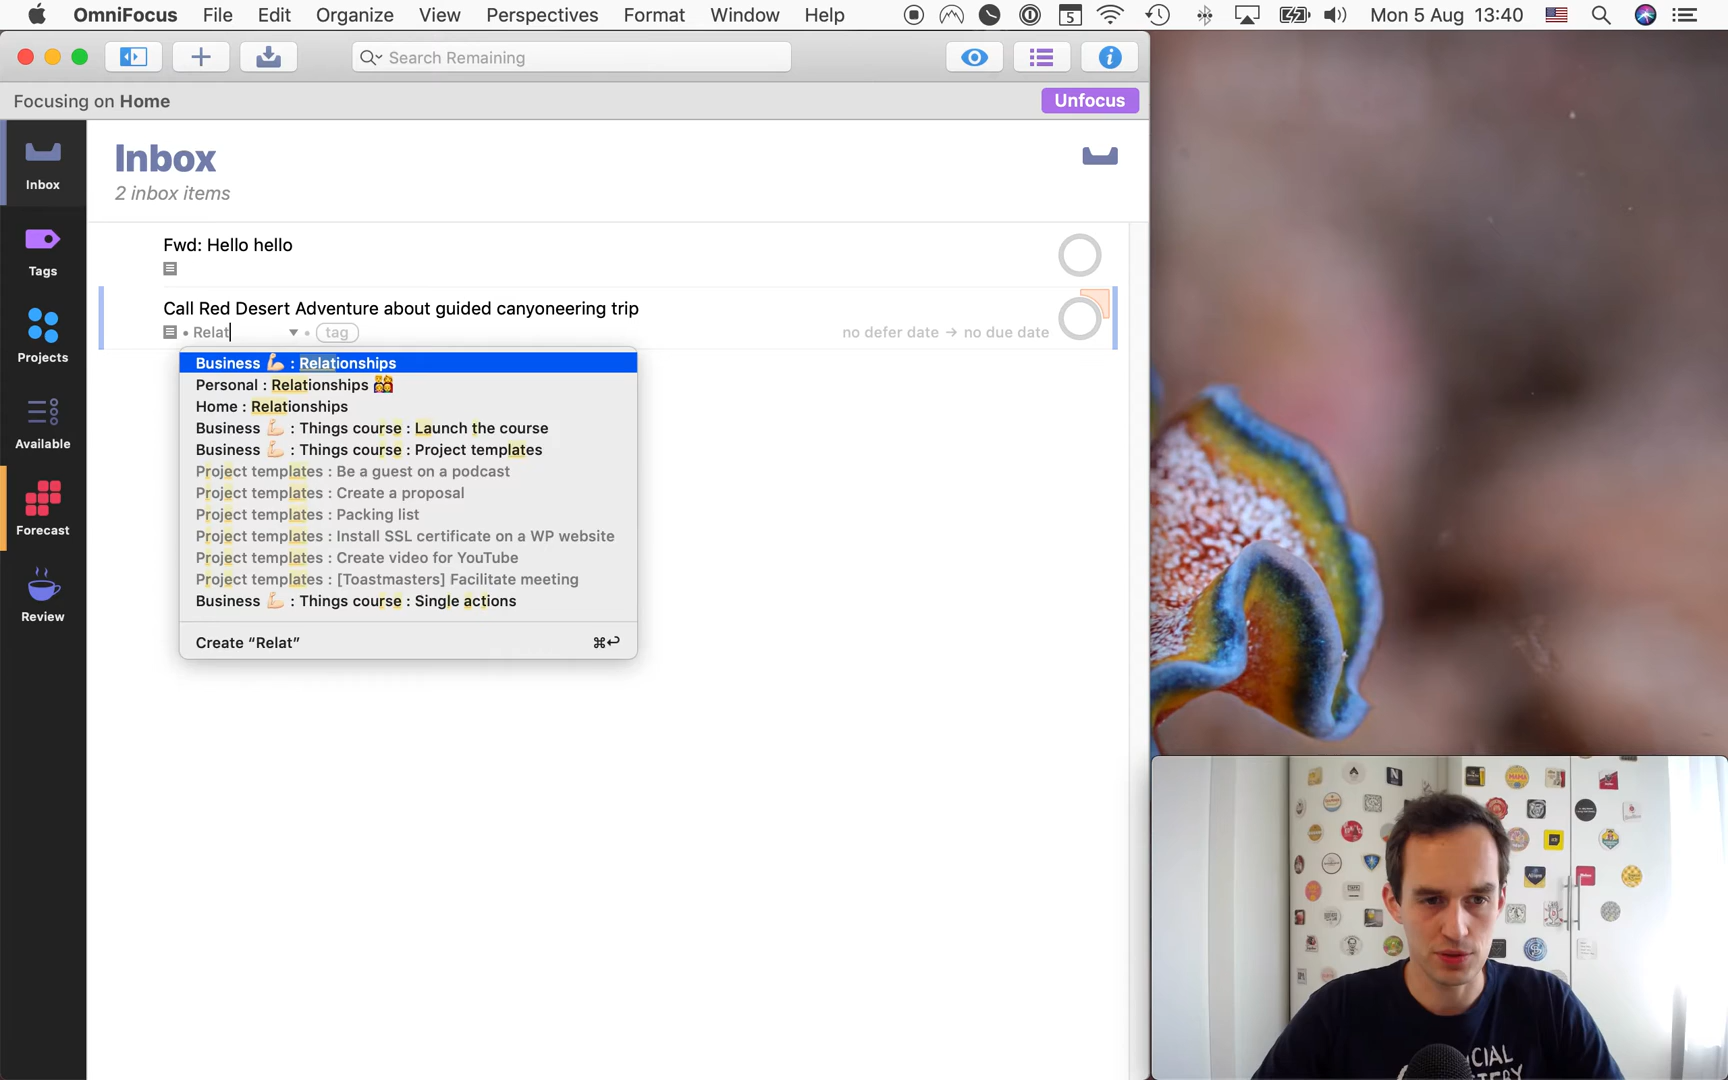 OmniFocus File Edit Organize View Perspectives Format Window Help 5 Mon 5 Aug 13:40
Search Remaining
Focusing on Home
Unfocus
Inbox
Tags
Projects
Available
Forecast
Review
Inbox
2 inbox items
Fwd: Hello hello
Call Red Desert Adventure about guided canyoneering trip
• Relat • tag no defer date → no due date
Business 💪🏻 : Relationships
Personal : Relationships 👭
Home : Relationships
Business 💪🏻 : Things course : Launch the course
Business 💪🏻 : Things course : Project templates
Project templates : Be a guest on a podcast
Project templates : Create a proposal
Project templates : Packing list
Project templates : Install SSL certificate on a WP website
Project templates : Create video for YouTube
Project templates : [Toastmasters] Facilitate meeting
Business 💪🏻 : Things course : Single actions
Create “Relat” ⌘↩